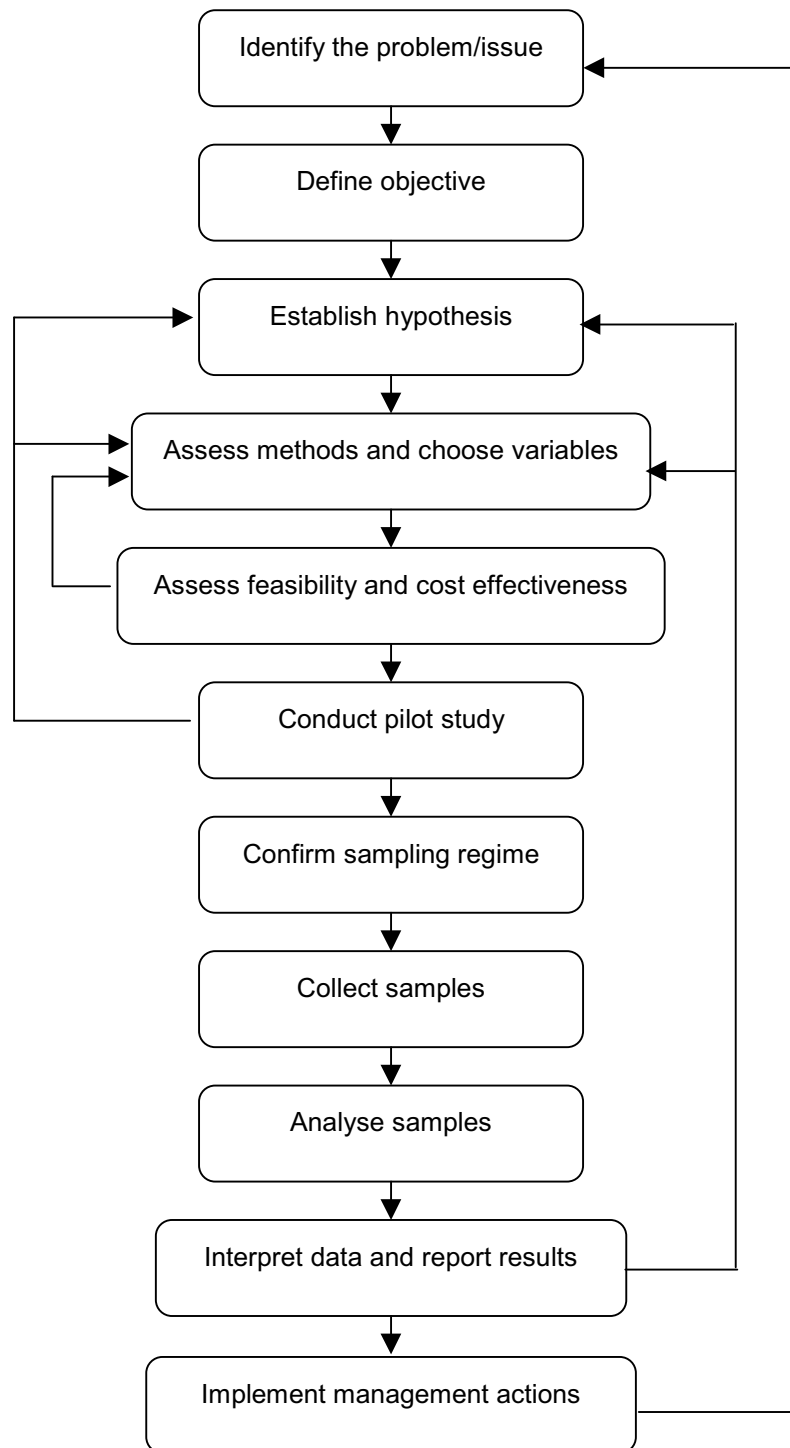 Identify the problem/issue
Define objective
Establish hypothesis
Assess methods and choose variables
Assess feasibility and cost effectiveness
Conduct pilot study
Confirm sampling regime
Collect samples
Analyse samples
Interpret data and report results
Implement management actions